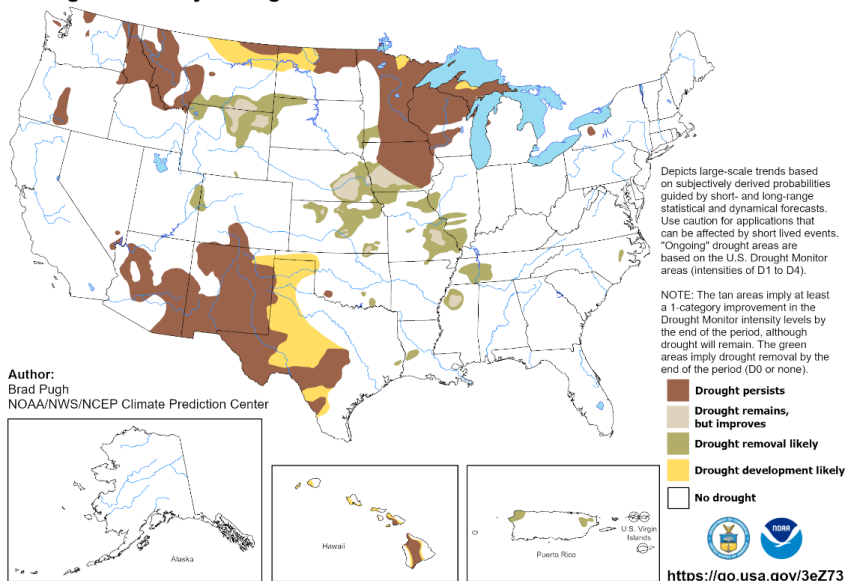 Depicts large-scale trends based
on subjectively derived probabilities
guided by short- and long-range
statistical and dynamical forecasts.
Use caution for applications that
can be affected by short lived events.
"Ongoing" drought areas are
based on the U.S. Drought Monitor
areas (intensities of D1 to D4).
NOTE: The tan areas imply at least
a 1-category improvement in the
Drought Monitor intensity levels by
the end of the period, although
drought will remain. The green
areas imply drought removal by the
end of the period (D0 or none).
Author:
Brad Pugh
NOAA/NWS/NCEP Climate Prediction Center
Drought persists
Drought remains,
but improves
Drought removal likely
Drought development likely
No drought
Alaska
Hawaii
Puerto Rico
U.S. Virgin
Islands
NOAA
https://go.usa.gov/3eZ73